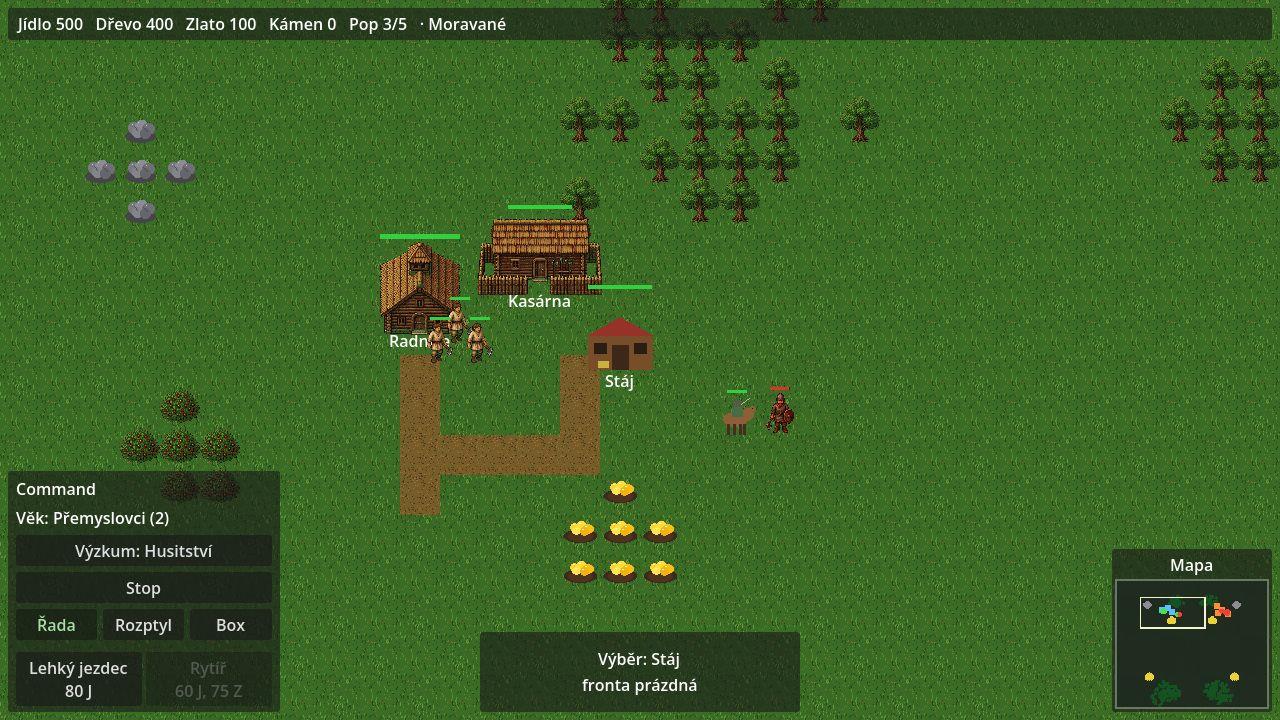 Jídlo 500 Dřevo 400 Zlato 100 Kámen 0 Pop 3/5 · Moravané
Kasárna
Stáj
Command
Věk: Přemyslovci (2)
Výzkum: Husitství
Stop
Řada Rozptyl Box
Lehký jezdec
80 J
Rytíř
60 J, 75 Z
Výběr: Stáj
fronta prázdná
Mapa